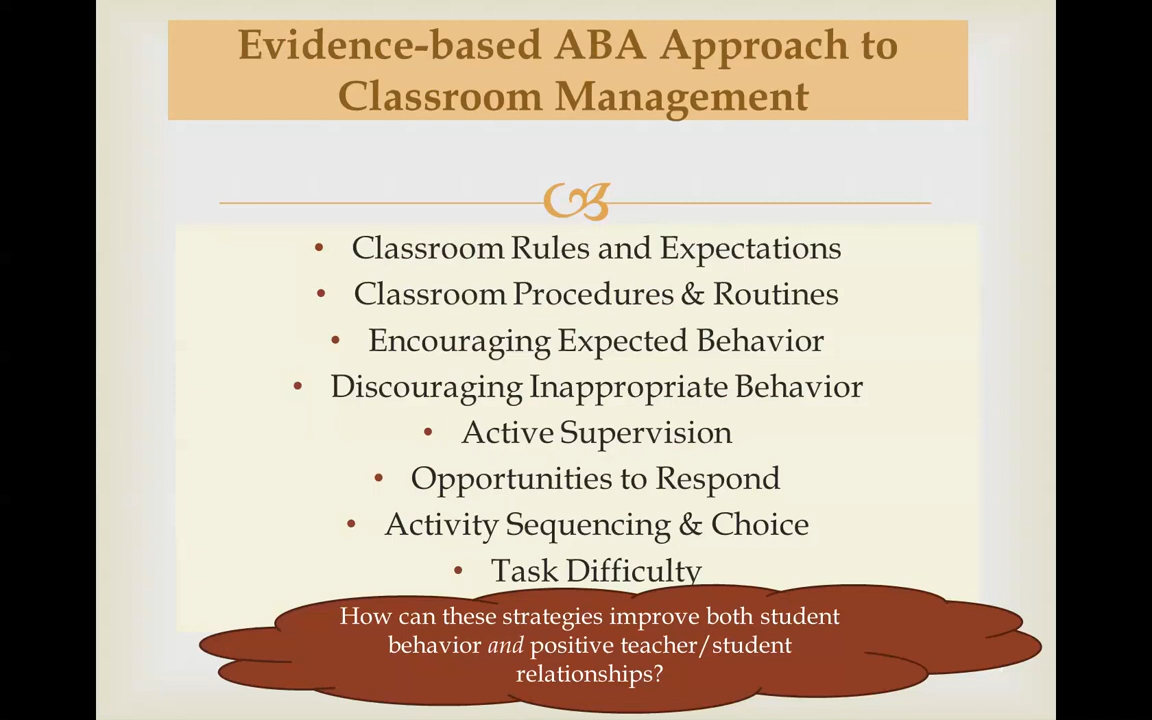 Evidence-based ABA Approach to
Classroom Management
• Classroom Rules and Expectations
• Classroom Procedures & Routines
• Encouraging Expected Behavior
• Discouraging Inappropriate Behavior
• Active Supervision
• Opportunities to Respond
• Activity Sequencing & Choice
• Task Difficulty
How can these strategies improve both student
behavior and positive teacher/student
relationships?